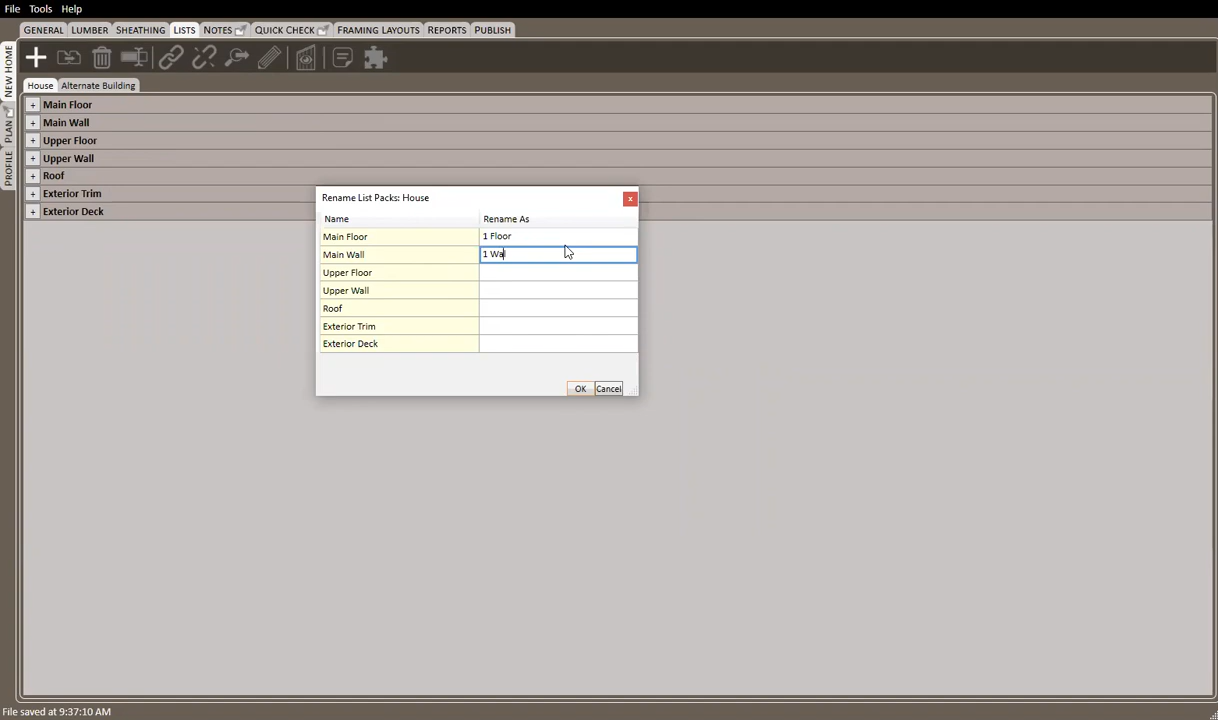 File Tools Help
GENERAL LUMBER SHEATHING LISTS NOTES QUICK CHECK FRAMING LAYOUTS REPORTS PUBLISH
NEW HOME
PLAN
PROFILE
House Alternate Building
+ Main Floor
+ Main Wall
+ Upper Floor
+ Upper Wall
+ Roof
+ Exterior Trim
+ Exterior Deck
Rename List Packs: House x
Name Rename As
Main Floor 1 Floor
Main Wall 1 Wal
Upper Floor
Upper Wall
Roof
Exterior Trim
Exterior Deck
OK Cancel
File saved at 9:37:10 AM